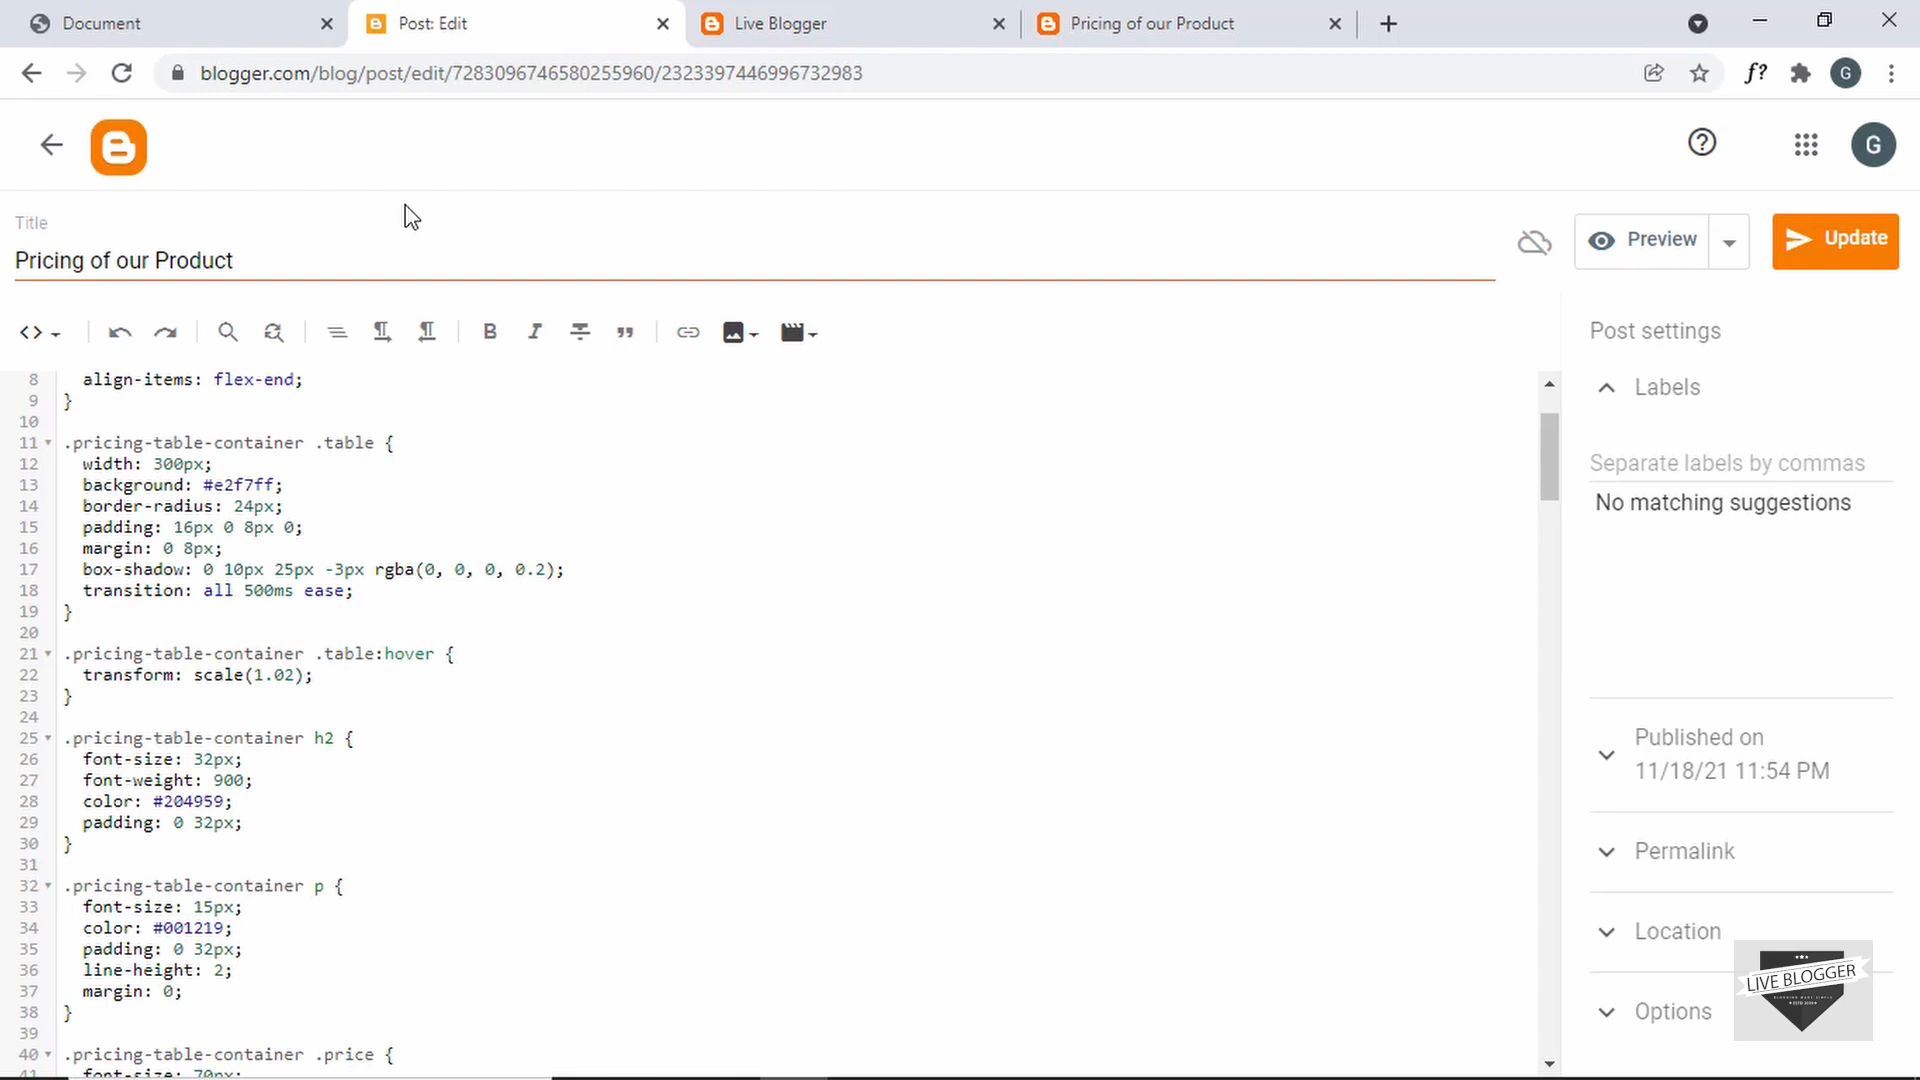 Document
Post: Edit
Live Blogger
Pricing of our Product
blogger.com/blog/post/edit/7283096746580255960/2323397446996732983
f?
G
G
Title
Pricing of our Product
Preview
Update
B
I
Post settings
Labels
Separate labels by commas
No matching suggestions
Published on
11/18/21 11:54 PM
Permalink
Location
Options
8 align-items: flex-end;
9 }
10
11 .pricing-table-container .table {
12 width: 300px;
13 background: #e2f7ff;
14 border-radius: 24px;
15 padding: 16px 0 8px 0;
16 margin: 0 8px;
17 box-shadow: 0 10px 25px -3px rgba(0, 0, 0, 0.2);
18 transition: all 500ms ease;
19 }
20
21 .pricing-table-container .table:hover {
22 transform: scale(1.02);
23 }
24
25 .pricing-table-container h2 {
26 font-size: 32px;
27 font-weight: 900;
28 color: #204959;
29 padding: 0 32px;
30 }
31
32 .pricing-table-container p {
33 font-size: 15px;
34 color: #001219;
35 padding: 0 32px;
36 line-height: 2;
37 margin: 0;
38 }
39
40 .pricing-table-container .price {
41 font-size: 70px;
LIVE BLOGGER